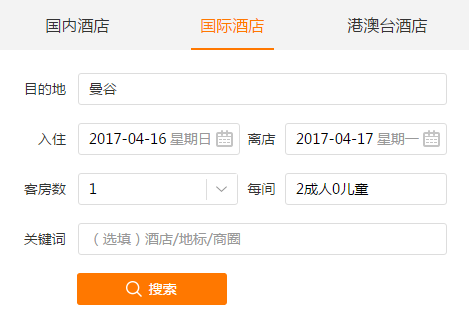 国内酒店 国际酒店 港澳台酒店
目的地 曼谷
入住 2017-04-16 星期日 离店 2017-04-17 星期一
客房数 1 每间 2成人0儿童
关键词 （选填）酒店/地标/商圈
搜索